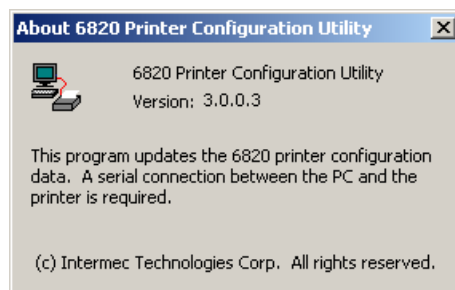 About 6820 Printer Configuration Utility
6820 Printer Configuration Utility
Version: 3.0.0.3
This program updates the 6820 printer configuration
data. A serial connection between the PC and the
printer is required.
(c) Intermec Technologies Corp. All rights reserved.